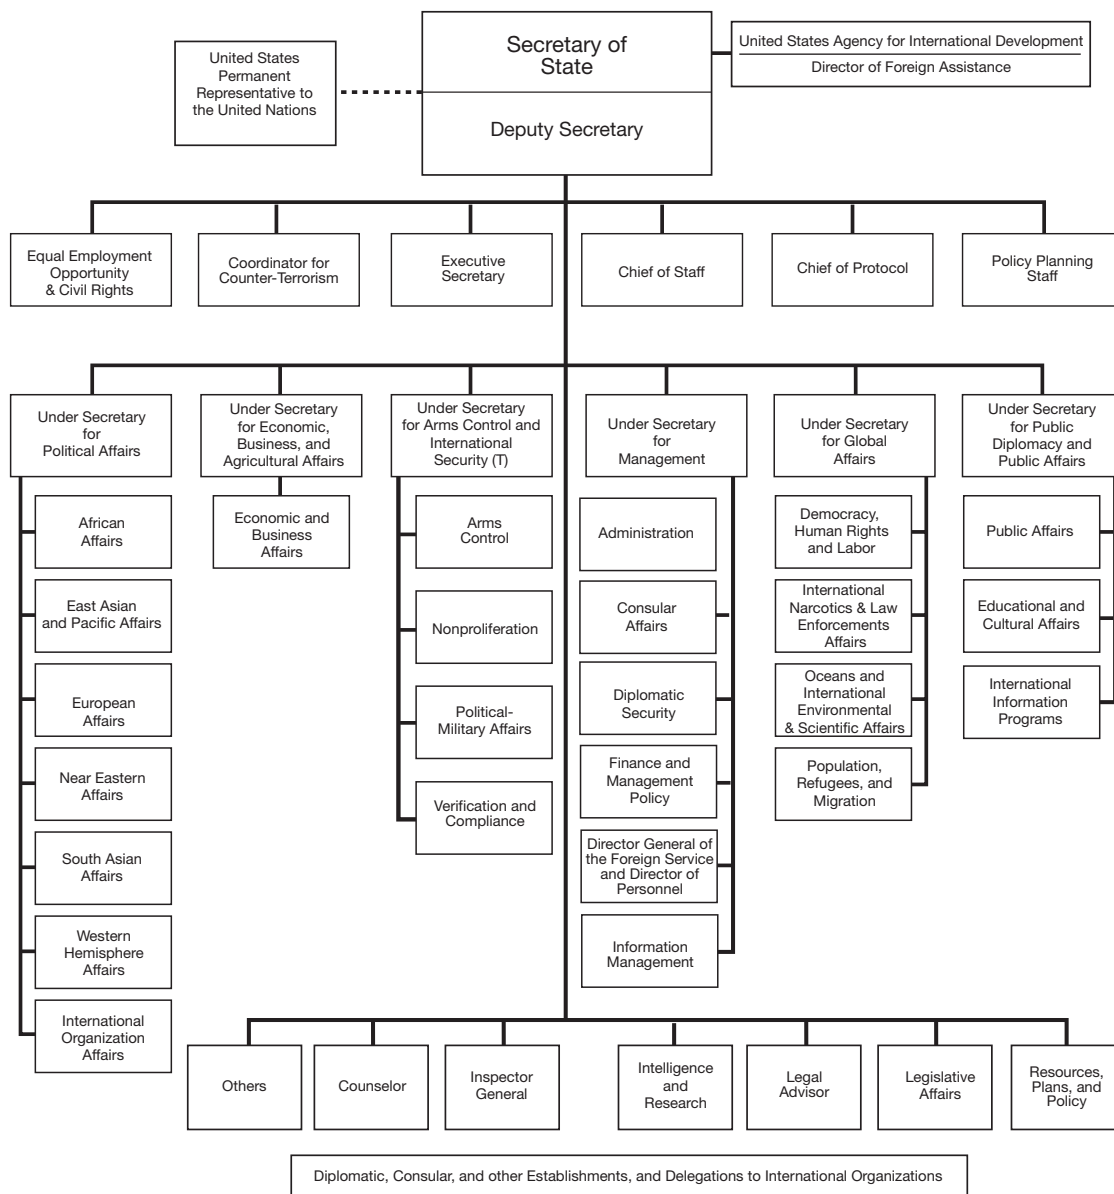 Secretary of
State
Deputy Secretary
United States
Permanent
Representative to
the United Nations
United States Agency for International Development
Director of Foreign Assistance
Equal Employment
Opportunity
& Civil Rights
Coordinator for
Counter-Terrorism
Executive
Secretary
Chief of Staff
Chief of Protocol
Policy Planning
Staff
Under Secretary
for
Political Affairs
Under Secretary
for Economic,
Business, and
Agricultural Affairs
Under Secretary
for Arms Control and
International
Security (T)
Under Secretary
for
Management
Under Secretary
for Global
Affairs
Under Secretary
for Public
Diplomacy and
Public Affairs
African
Affairs
East Asian
and Pacific Affairs
European
Affairs
Near Eastern
Affairs
South Asian
Affairs
Western
Hemisphere
Affairs
International
Organization
Affairs
Economic and
Business
Affairs
Arms
Control
Nonproliferation
Political-
Military Affairs
Verification and
Compliance
Administration
Consular
Affairs
Diplomatic
Security
Finance and
Management
Policy
Director General of
the Foreign Service
and Director of
Personnel
Information
Management
Democracy,
Human Rights
and Labor
International
Narcotics & Law
Enforcements
Affairs
Oceans and
International
Environmental
& Scientific Affairs
Population,
Refugees, and
Migration
Public Affairs
Educational and
Cultural Affairs
International
Information
Programs
Others
Counselor
Inspector
General
Intelligence
and
Research
Legal
Advisor
Legislative
Affairs
Resources,
Plans, and
Policy
Diplomatic, Consular, and other Establishments, and Delegations to International Organizations